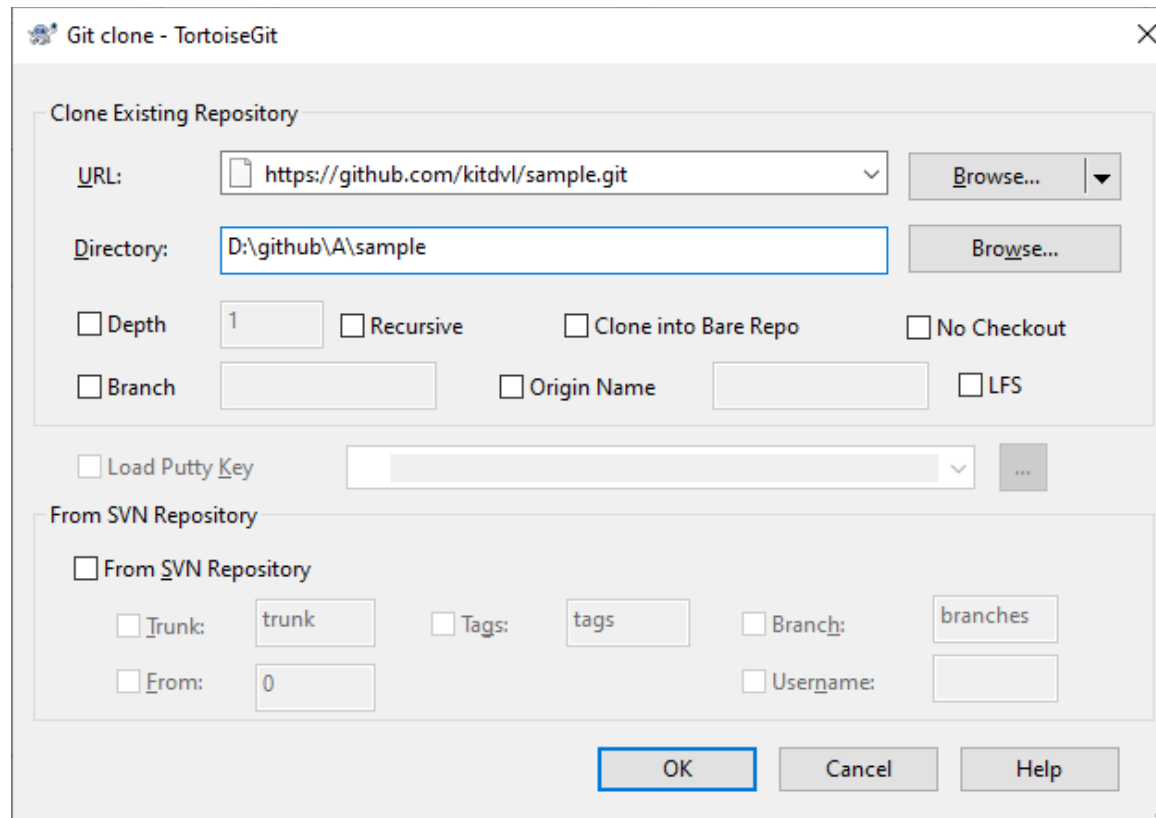 Git clone - TortoiseGit
Clone Existing Repository
URL: https://github.com/kitdvl/sample.git Browse...
Directory: D:\github\A\sample Browse...
Depth 1 Recursive Clone into Bare Repo No Checkout
Branch Origin Name LFS
Load Putty Key ...
From SVN Repository
From SVN Repository
Trunk: trunk Tags: tags Branch: branches
From: 0 Username:
OK Cancel Help